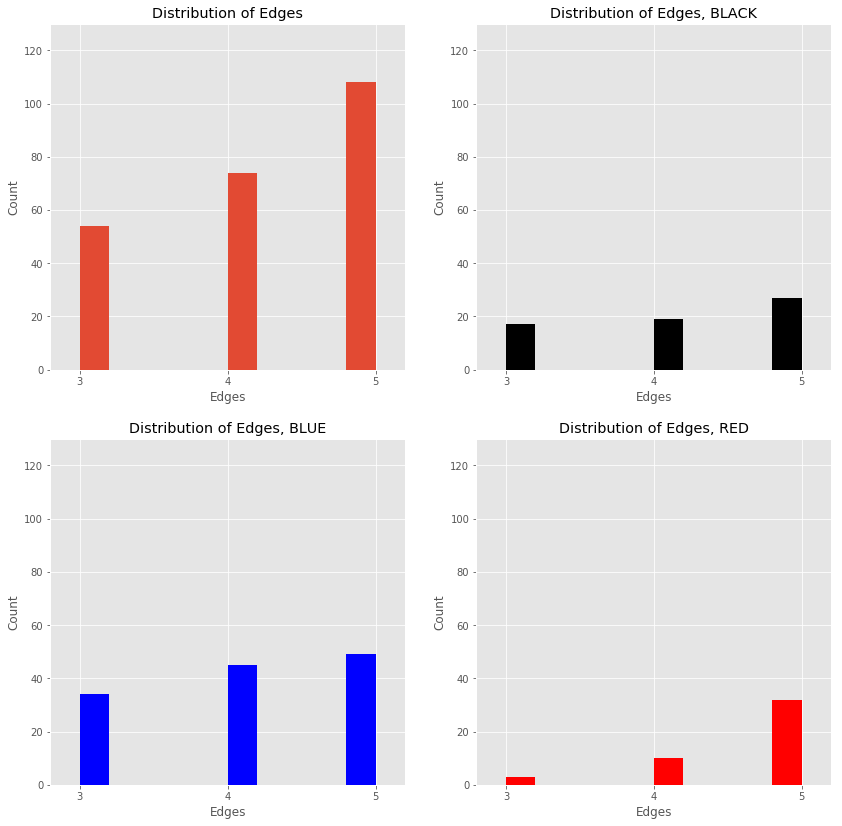 Distribution of Edges
120
100
80
60
40
20
0
Count
3 4 5
Edges
Distribution of Edges, BLACK
120
100
80
60
40
20
0
Count
3 4 5
Edges
Distribution of Edges, BLUE
120
100
80
60
40
20
0
Count
3 4 5
Edges
Distribution of Edges, RED
120
100
80
60
40
20
0
Count
3 4 5
Edges